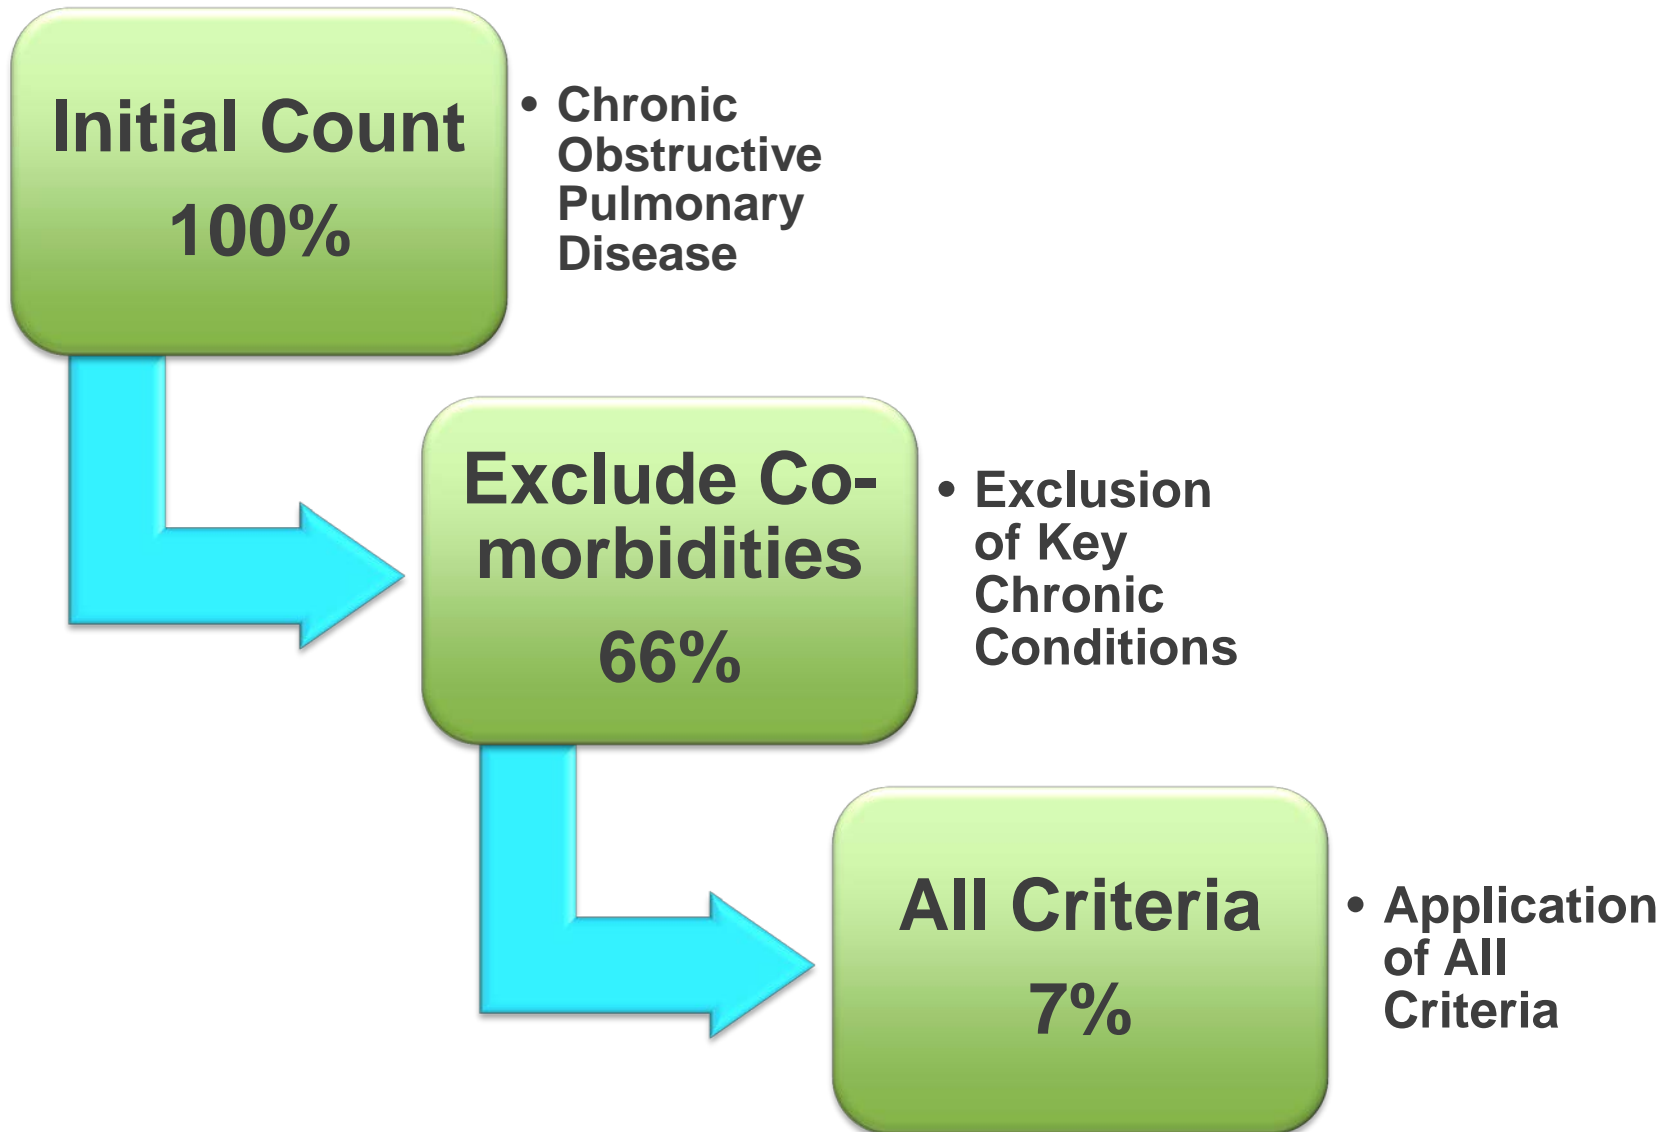 Initial Count
100%
• Chronic
Obstructive
Pulmonary
Disease
Exclude Co-
morbidities
66%
• Exclusion
of Key
Chronic
Conditions
All Criteria
7%
• Application
of All
Criteria